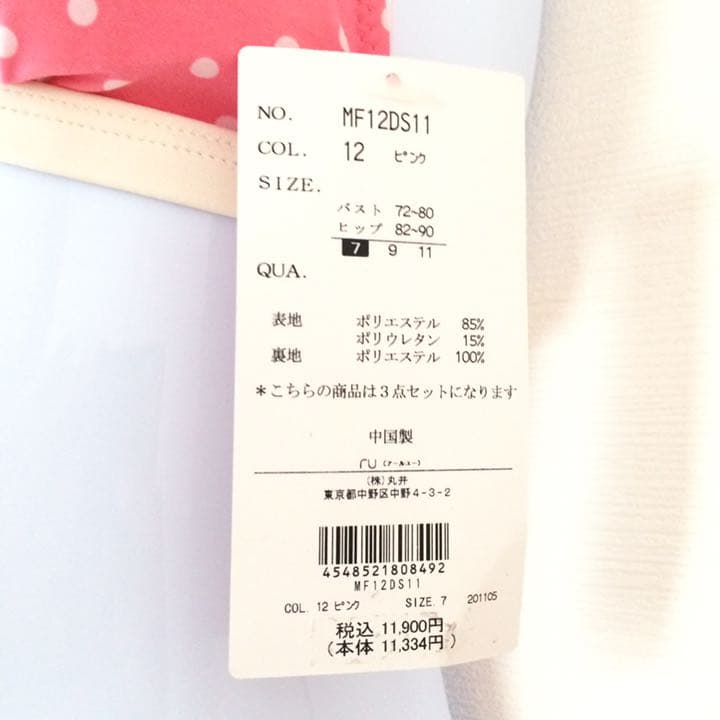 NO. MF12DS11
COL. 12 ピンク
SIZE.
バスト 72~80
ヒップ 82~90
7 9 11
QUA.
表地 ポリエステル 85%
ポリウレタン 15%
裏地 ポリエステル 100%
*こちらの商品は3点セットになります
中国製
ru (アールユー)
(株)丸井
東京都中野区中野4-3-2
4548521808492
MF12DS11
COL. 12 ピンク SIZE. 7 201105
税込 11,900円
(本体 11,334円)